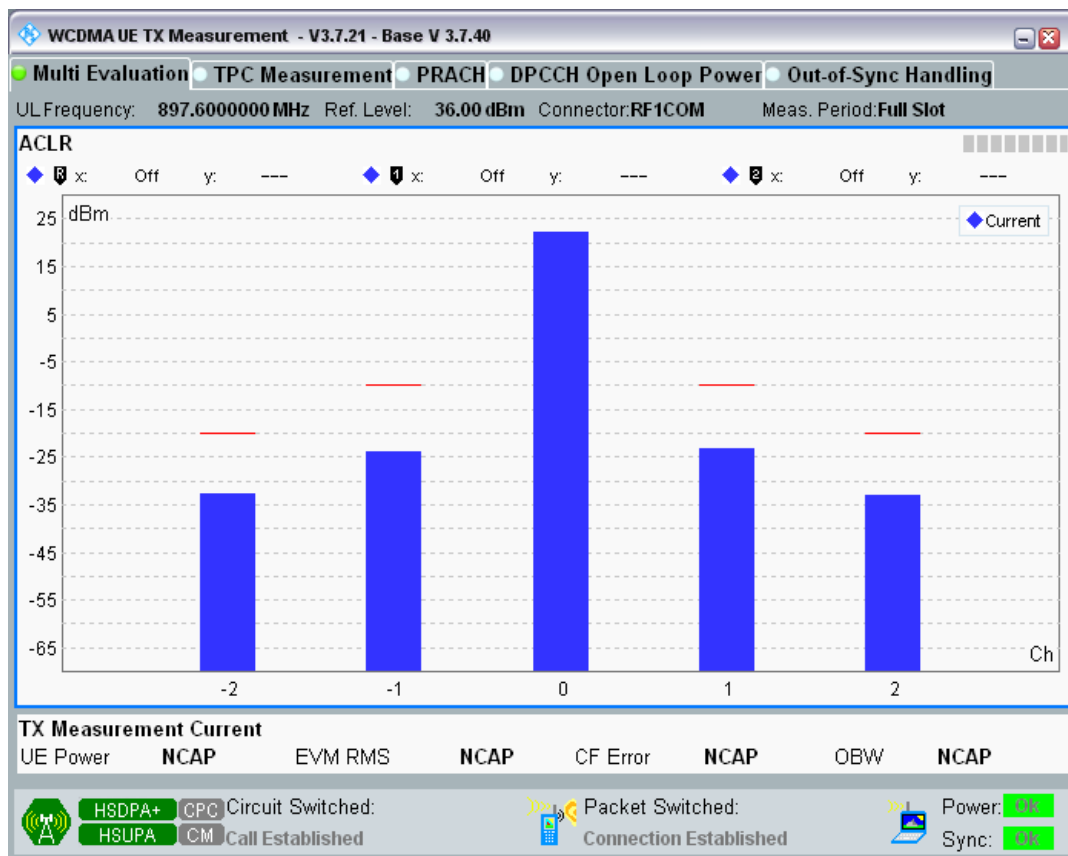 WCDMA UE TX Measurement - V3.7.21 - Base V 3.7.40
Multi Evaluation TPC Measurement PRACH DPCCH Open Loop Power Out-of-Sync Handling
UL Frequency: 897.6000000 MHz Ref. Level: 36.00 dBm Connector:RF1COM Meas. Period:Full Slot
ACLR
R x: Off y: --- 1 x: Off y: --- 2 x: Off y: ---
25 dBm
Current
15
5
-5
-15
-25
-35
-45
-55
-65
Ch
-2 -1 0 1 2
TX Measurement Current
UE Power NCAP EVM RMS NCAP CF Error NCAP OBW NCAP
HSDPA+ CPC Circuit Switched: Packet Switched: Power: OK
HSUPA CM Call Established Connection Established Sync: OK